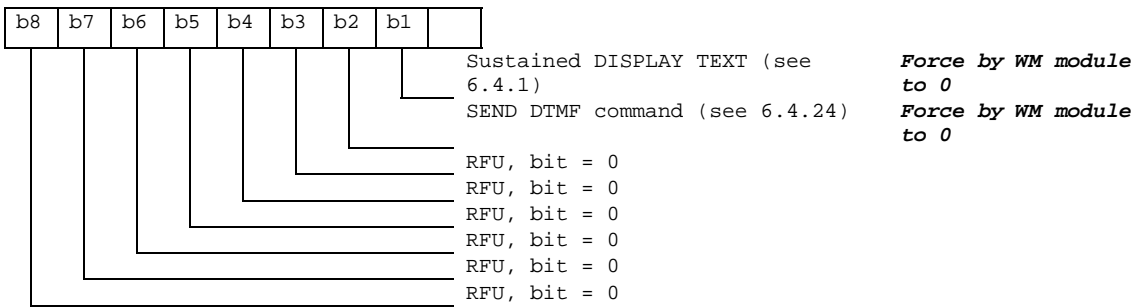 b8 b7 b6 b5 b4 b3 b2 b1
Sustained DISPLAY TEXT (see Force by WM module
6.4.1) to 0
SEND DTMF command (see 6.4.24) Force by WM module
to 0
RFU, bit = 0
RFU, bit = 0
RFU, bit = 0
RFU, bit = 0
RFU, bit = 0
RFU, bit = 0